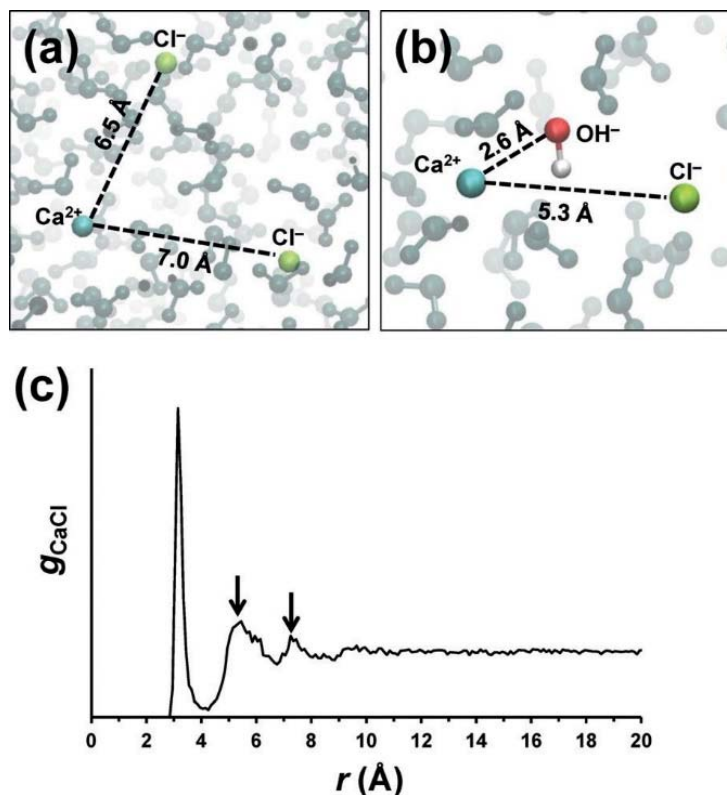 (a)
Cl⁻
6.5 Å
Ca²⁺
7.0 Å
Cl⁻
(b)
2.6 Å
OH⁻
Ca²⁺
5.3 Å
Cl⁻
(c)
gCaCl
0 2 4 6 8 10 12 14 16 18 20
r (Å)